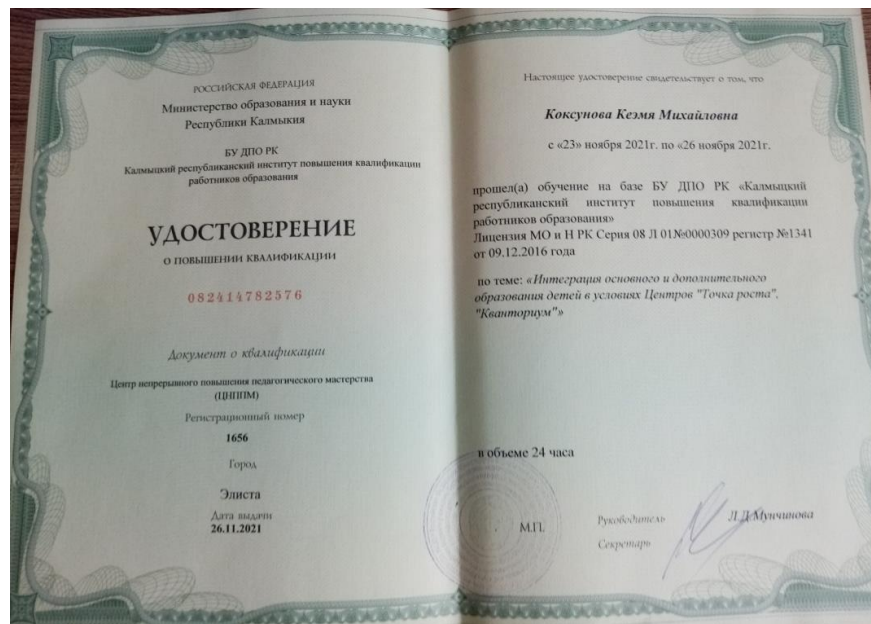 РОССИЙСКАЯ ФЕДЕРАЦИЯ
Министерство образования и науки
Республики Калмыкия
БУ ДПО РК
Калмыцкий республиканский институт повышения квалификации
работников образования
УДОСТОВЕРЕНИЕ
О ПОВЫШЕНИИ КВАЛИФИКАЦИИ
082414782576
Документ о квалификации
Центр непрерывного повышения педагогического мастерства
(ЦНППМ)
Регистрационный номер
1656
Город
Элиста
Дата выдачи
26.11.2021
Настоящее удостоверение свидетельствует о том, что
Коксунова Кеэмя Михайловна
с «23» ноября 2021г. по «26 ноября 2021г.
прошел(а) обучение на базе БУ ДПО РК «Калмыцкий
республиканский институт повышения квалификации
работников образования»
Лицензия МО и Н РК Серия 08 Л 01№0000309 регистр №1341
от 09.12.2016 года
по теме: «Интеграция основного и дополнительного
образования детей в условиях Центров "Точка роста",
"Кванториум"»
в объеме 24 часа
М.П.
Руководитель
Л.Д.Мунчинова
Секретарь